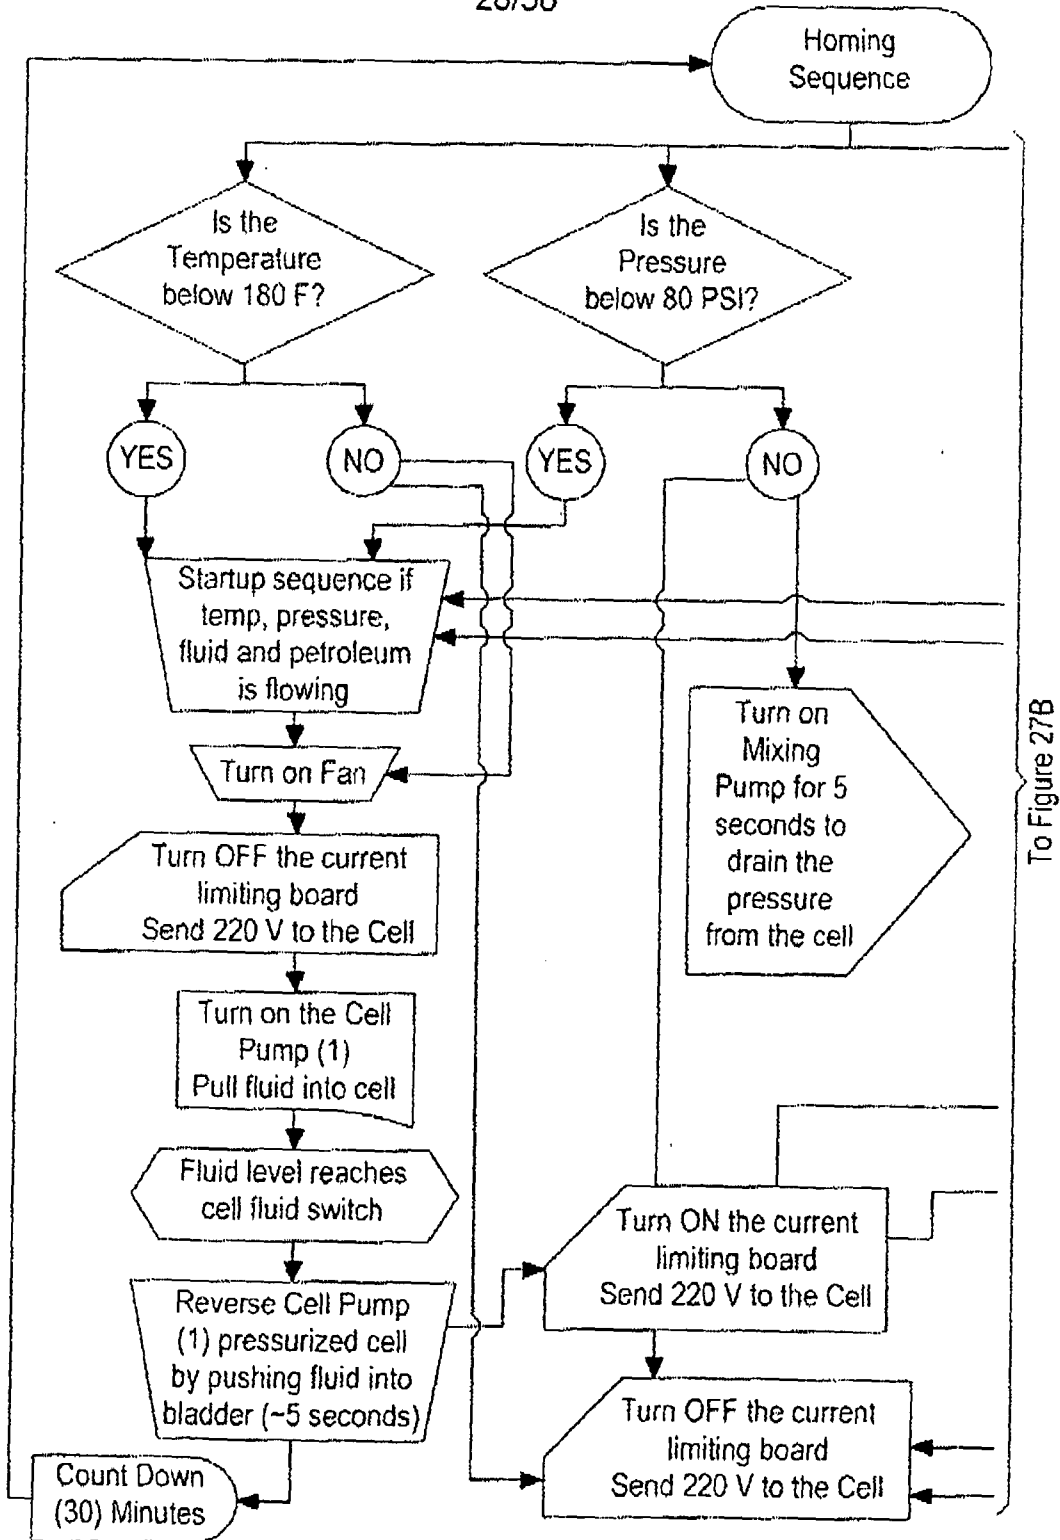 28/58
Homing
Sequence
Is the
Temperature
below 180 F?
Is the
Pressure
below 80 PSI?
YES
NO
YES
NO
Startup sequence if
temp, pressure,
fluid and petroleum
is flowing
Turn on Fan
Turn OFF the current
limiting board
Send 220 V to the Cell
Turn on the Cell
Pump (1)
Pull fluid into cell
Fluid level reaches
cell fluid switch
Reverse Cell Pump
(1) pressurized cell
by pushing fluid into
bladder (~5 seconds)
Count Down
(30) Minutes
Turn on
Mixing
Pump for 5
seconds to
drain the
pressure
from the cell
Turn ON the current
limiting board
Send 220 V to the Cell
Turn OFF the current
limiting board
Send 220 V to the Cell
To Figure 27B